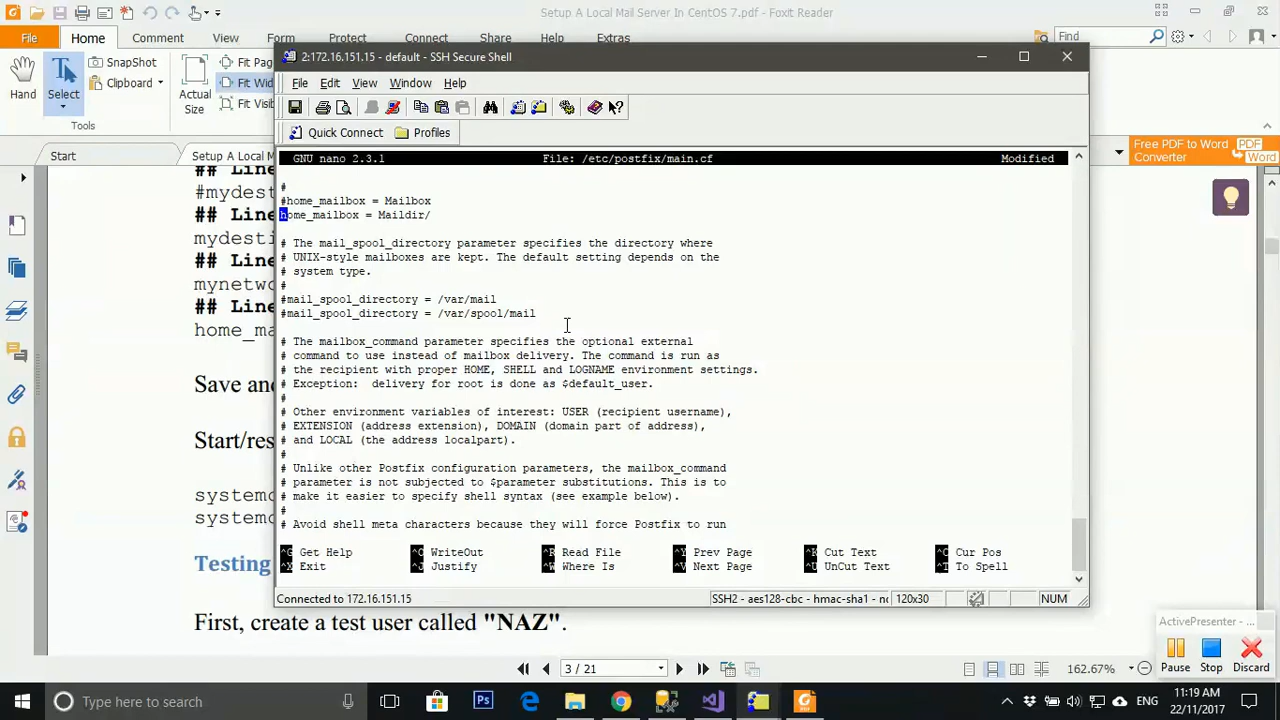 Setup A Local Mail Server In CentOS 7.pdf - Foxit Reader
File
Home
Comment
View
Form
Protect
Connect
Share
Help
Extras
Find
Hand
Select
SnapShot
Clipboard
Tools
Actual
Size
Fit Pag
Fit Wid
Fit Visib
Start
Setup A Local Ma
Free PDF to Word
Converter
Word
## Line
#mydest
## Line
mydesti
## Line
mynetwo
## Line
home_ma
Save and
Start/res
systemc
systemc
Testing
First, create a test user called "NAZ".
2:172.16.151.15 - default - SSH Secure Shell
File Edit View Window Help
Quick Connect Profiles
GNU nano 2.3.1 File: /etc/postfix/main.cf Modified
#
#home_mailbox = Mailbox
home_mailbox = Maildir/
# The mail_spool_directory parameter specifies the directory where
# UNIX-style mailboxes are kept. The default setting depends on the
# system type.
#
#mail_spool_directory = /var/mail
#mail_spool_directory = /var/spool/mail
# The mailbox_command parameter specifies the optional external
# command to use instead of mailbox delivery. The command is run as
# the recipient with proper HOME, SHELL and LOGNAME environment settings.
# Exception:  delivery for root is done as $default_user.
#
# Other environment variables of interest: USER (recipient username),
# EXTENSION (address extension), DOMAIN (domain part of address),
# and LOCAL (the address localpart).
#
# Unlike other Postfix configuration parameters, the mailbox_command
# parameter is not subjected to $parameter substitutions. This is to
# make it easier to specify shell syntax (see example below).
#
# Avoid shell meta characters because they will force Postfix to run
^G Get Help ^O WriteOut ^R Read File ^Y Prev Page ^K Cut Text ^C Cur Pos
^X Exit ^J Justify ^W Where Is ^V Next Page ^U UnCut Text ^T To Spell
Connected to 172.16.151.15 SSH2 - aes128-cbc - hmac-sha1 - nc 120x30 NUM
ActivePresenter - ...
Pause Stop Discard
3 / 21
162.67%
Type here to search
ENG
11:19 AM
22/11/2017